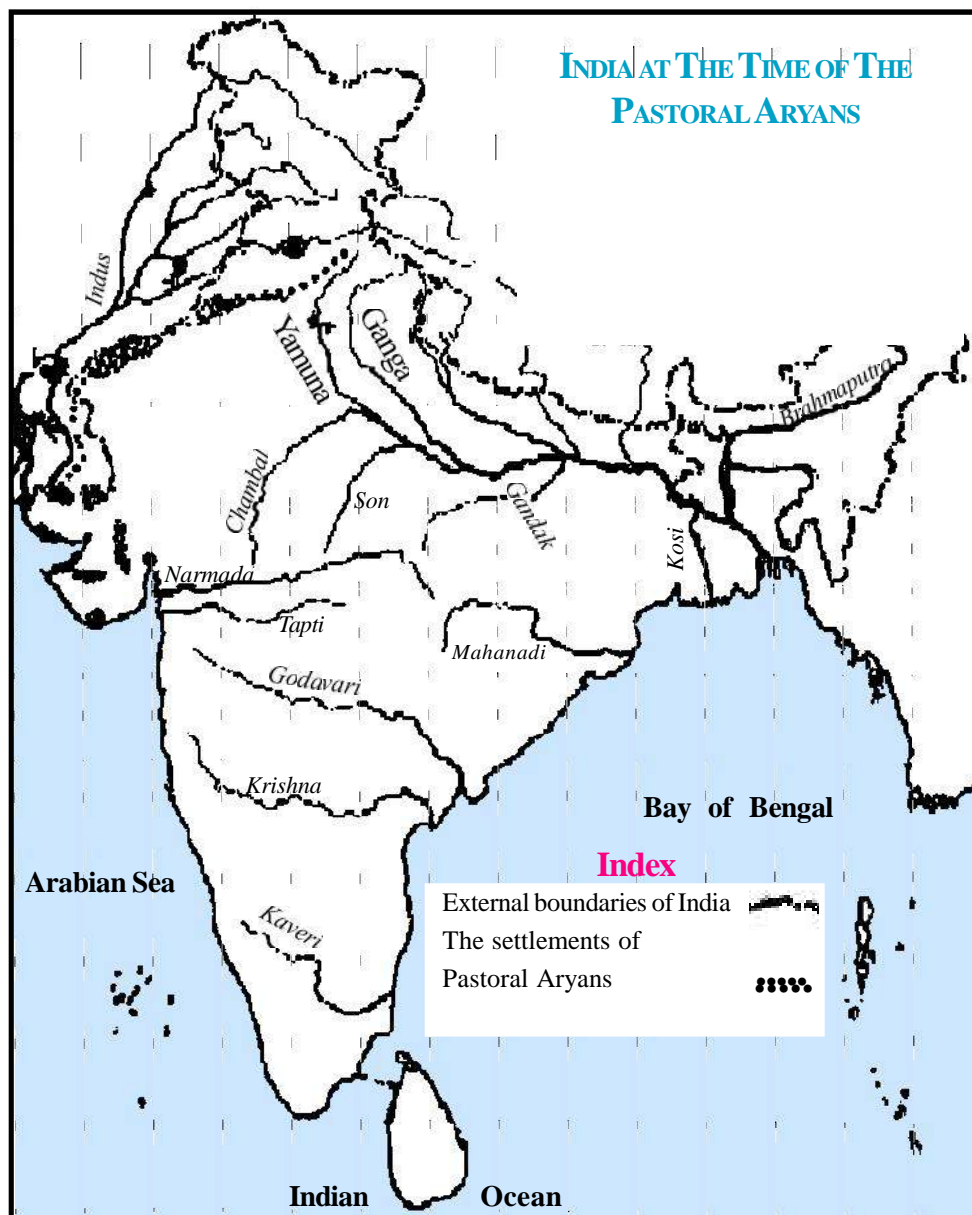 INDIA AT THE TIME OF THE
PASTORAL ARYANS
Indus
Yamuna
Ganga
Brahmaputra
Chambal
Son
Gandak
Kosi
Narmada
Tapti
Mahanadi
Godavari
Krishna
Bay of Bengal
Arabian Sea
Index
External boundaries of India
The settlements of
Pastoral Aryans
Kaveri
Indian Ocean